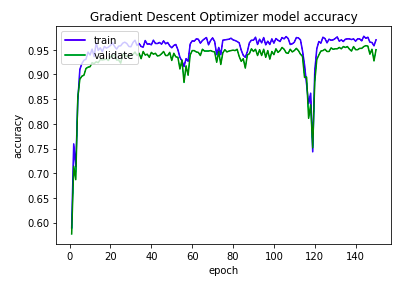 Gradient Descent Optimizer model accuracy
train
validate
accuracy
0.95
0.90
0.85
0.80
0.75
0.70
0.65
0.60
0 20 40 60 80 100 120 140
epoch